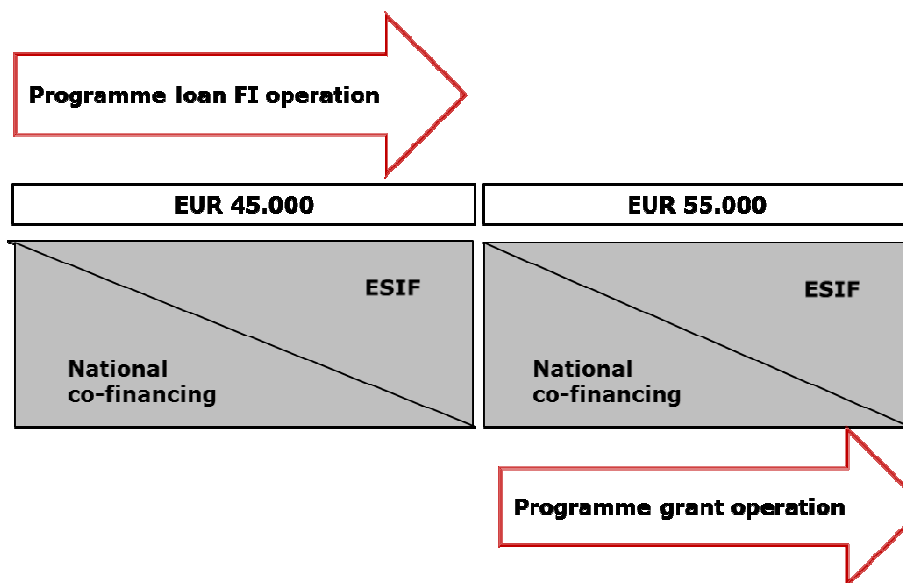 Programme loan FI operation
EUR 45.000
EUR 55.000
ESIF
ESIF
National
co-financing
National
co-financing
Programme grant operation